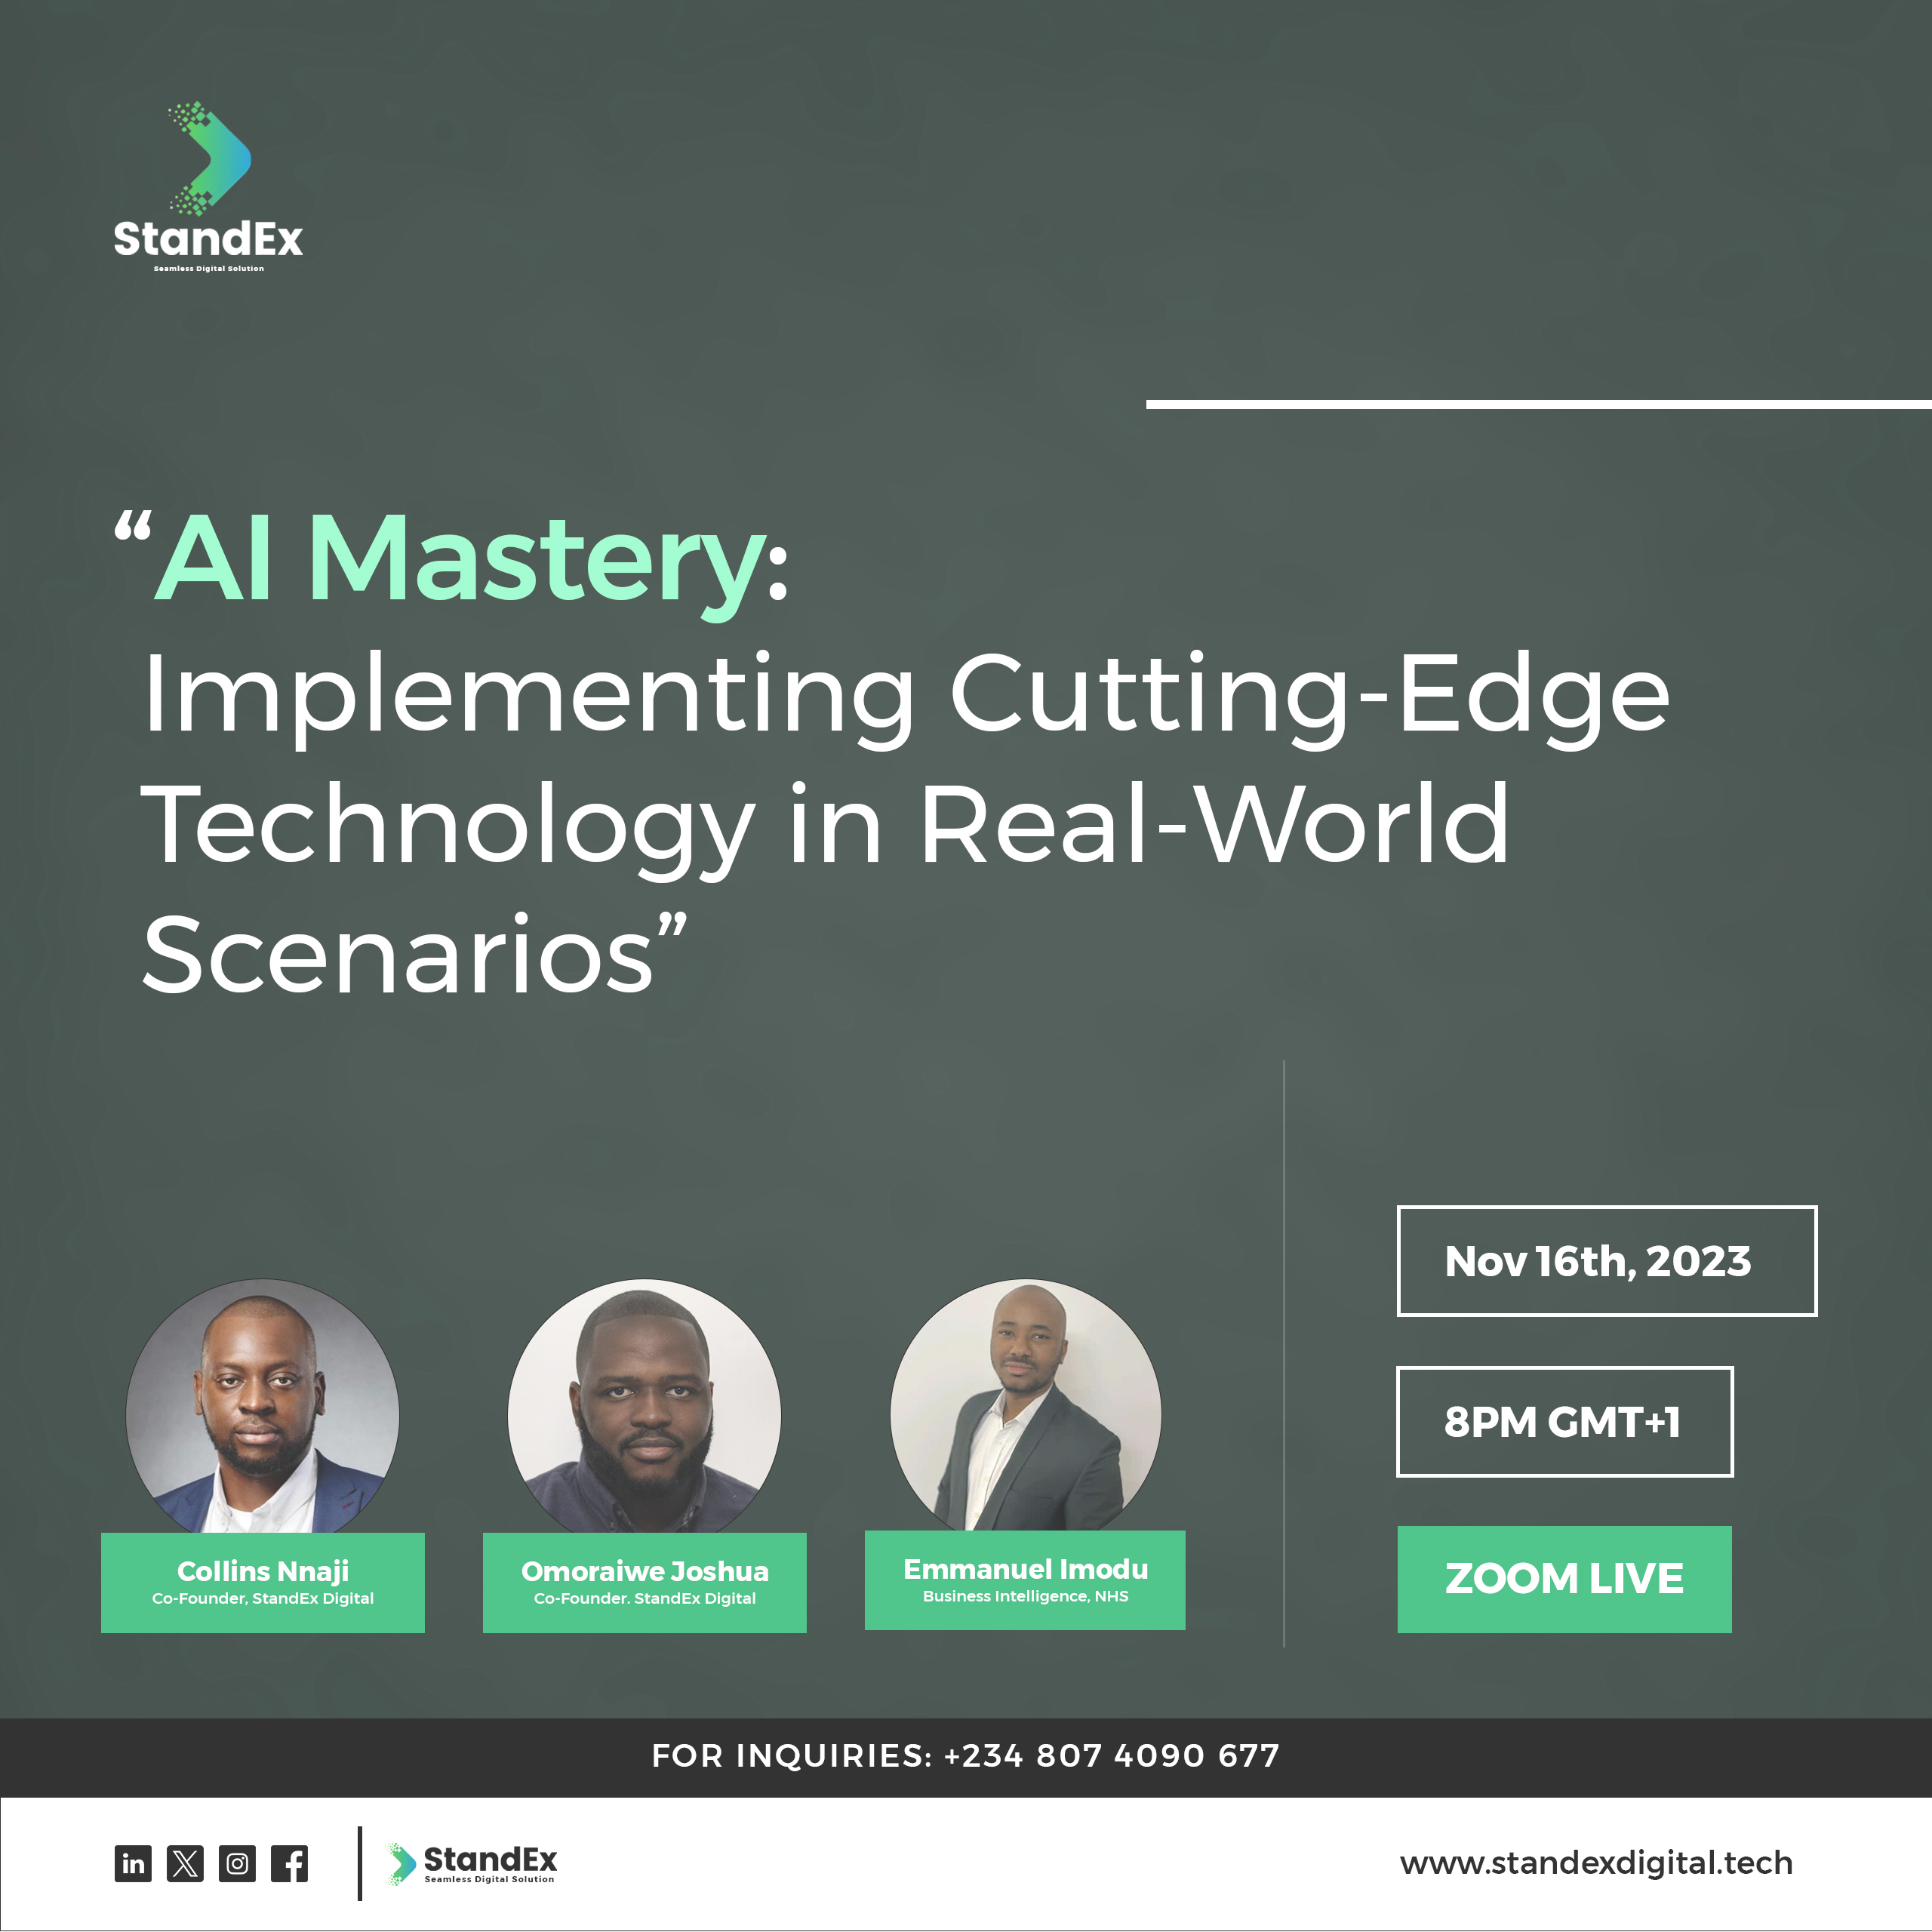 StandEx
Seamless Digital Solution
“AI Mastery:
Implementing Cutting-Edge
Technology in Real-World
Scenarios”
Collins Nnaji
Co-Founder, StandEx Digital
Omoraiwe Joshua
Co-Founder. StandEx Digital
Emmanuel Imodu
Business Intelligence, NHS
Nov 16th, 2023
8PM GMT+1
ZOOM LIVE
FOR INQUIRIES: +234 807 4090 677
StandEx
Seamless Digital Solution
www.standexdigital.tech